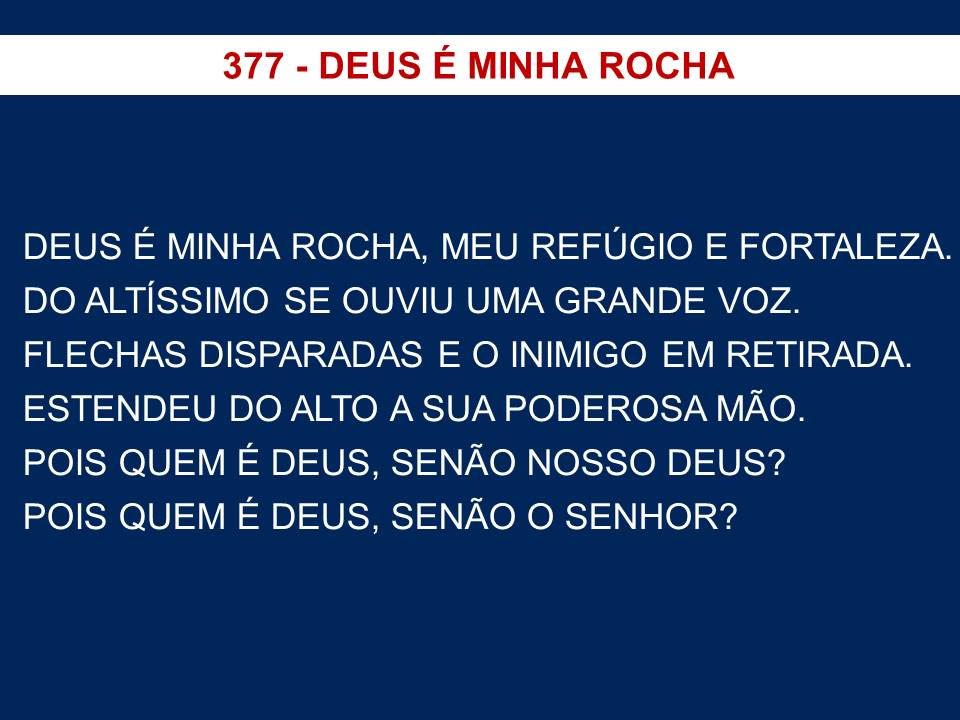 377 - DEUS É MINHA ROCHA
DEUS É MINHA ROCHA, MEU REFÚGIO E FORTALEZA.
DO ALTÍSSIMO SE OUVIU UMA GRANDE VOZ.
FLECHAS DISPARADAS E O INIMIGO EM RETIRADA.
ESTENDEU DO ALTO A SUA PODEROSA MÃO.
POIS QUEM É DEUS, SENÃO NOSSO DEUS?
POIS QUEM É DEUS, SENÃO O SENHOR?